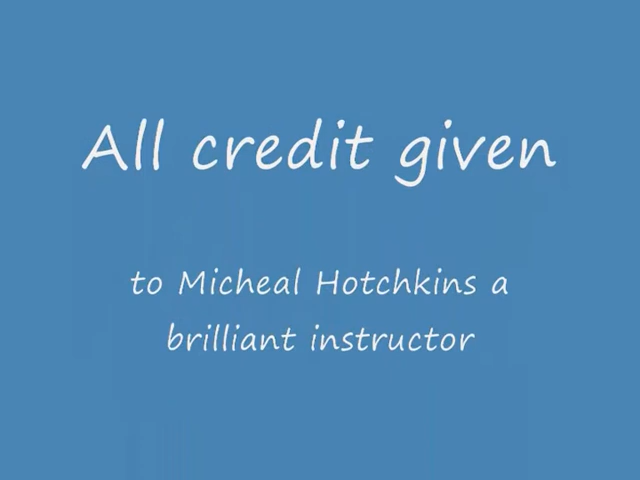 All credit given
to Micheal Hotchkins a
brilliant instructor